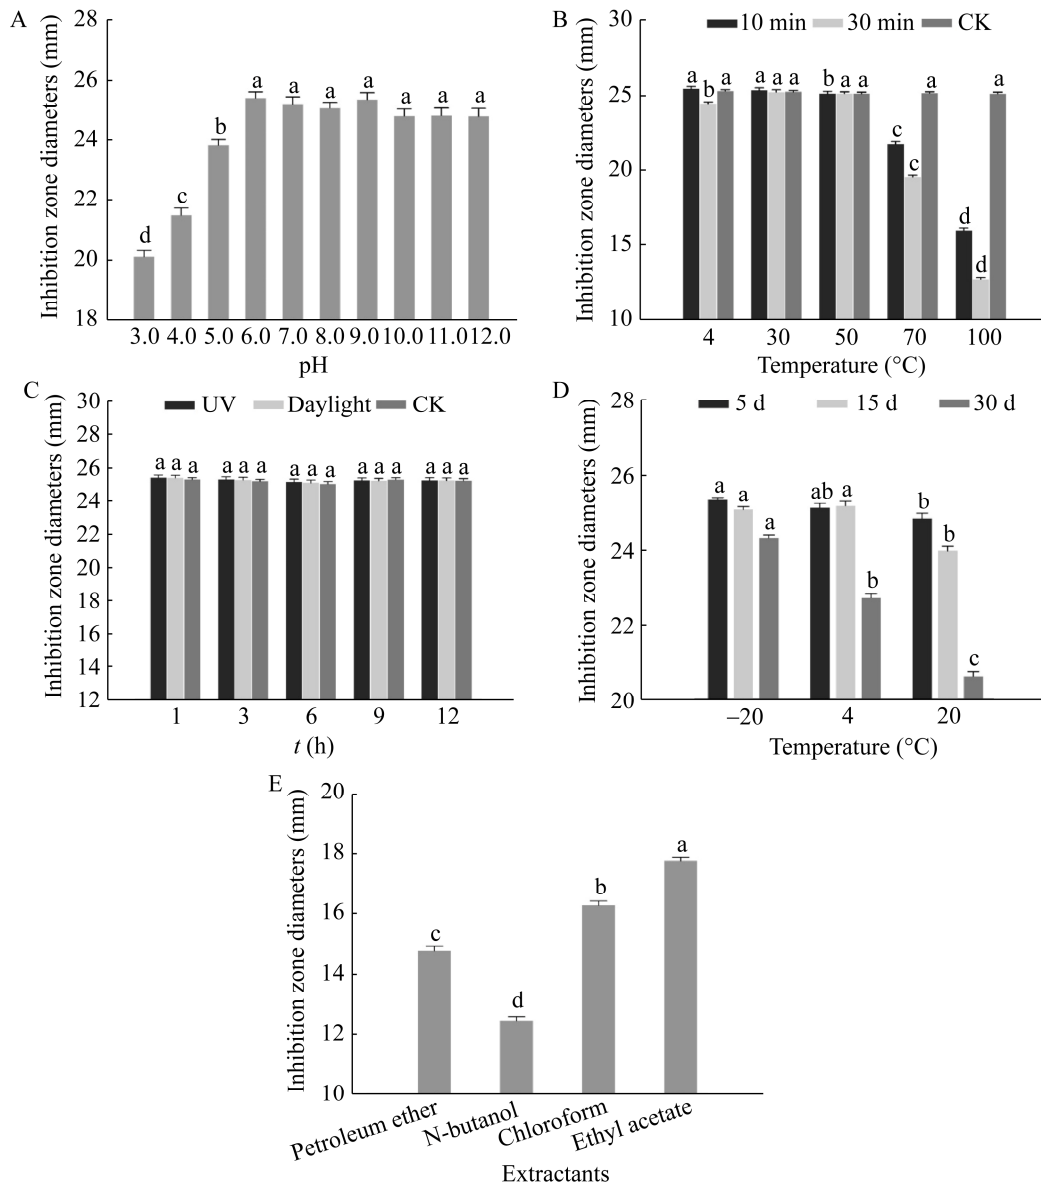 A
Inhibition zone diameters (mm)
28
26
24
22
20
18
d
c
b
a
a
a
a
a
a
a
3.0 4.0 5.0 6.0 7.0 8.0 9.0 10.0 11.0 12.0
pH
B
Inhibition zone diameters (mm)
10 min 30 min CK
30
25
20
15
10
a b a a a a b a a c c a d d a
4 30 50 70 100
Temperature (°C)
C
Inhibition zone diameters (mm)
UV Daylight CK
30
28
26
24
22
20
18
16
14
12
a a a a a a a a a a a a a a a
1 3 6 9 12
t (h)
D
Inhibition zone diameters (mm)
5 d 15 d 30 d
28
26
24
22
20
a a a ab a b b b c
–20 4 20
Temperature (°C)
E
Inhibition zone diameters (mm)
20
18
16
14
12
10
c
d
b
a
Petroleum ether
N-butanol
Chloroform
Ethyl acetate
Extractants